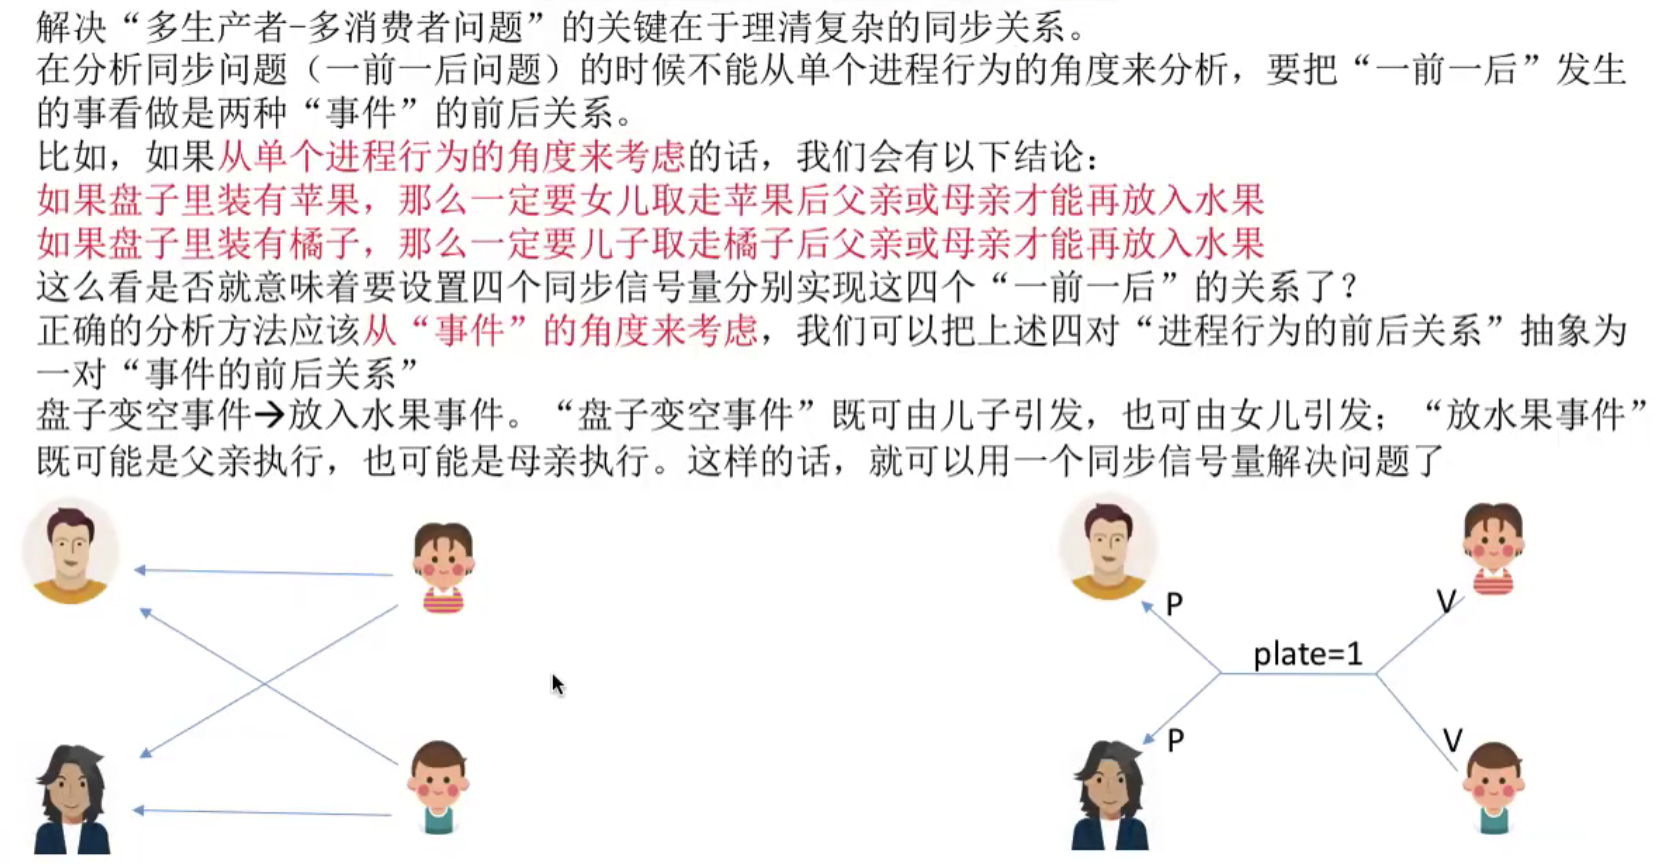 解决“多生产者-多消费者问题”的关键在于理清复杂的同步关系。
在分析同步问题（一前一后问题）的时候不能从单个进程行为的角度来分析，要把“一前一后”发生
的事看做是两种“事件”的前后关系。
比如，如果从单个进程行为的角度来考虑的话，我们会有以下结论：
如果盘子里装有苹果，那么一定要女儿取走苹果后父亲或母亲才能再放入水果
如果盘子里装有橘子，那么一定要儿子取走橘子后父亲或母亲才能再放入水果
这么看是否就意味着要设置四个同步信号量分别实现这四个“一前一后”的关系了？
正确的分析方法应该从“事件”的角度来考虑，我们可以把上述四对“进程行为的前后关系”抽象为
一对“事件的前后关系”
盘子变空事件→放入水果事件。“盘子变空事件”既可由儿子引发，也可由女儿引发；“放水果事件”
既可能是父亲执行，也可能是母亲执行。这样的话，就可以用一个同步信号量解决问题了
P
V
plate=1
P
V